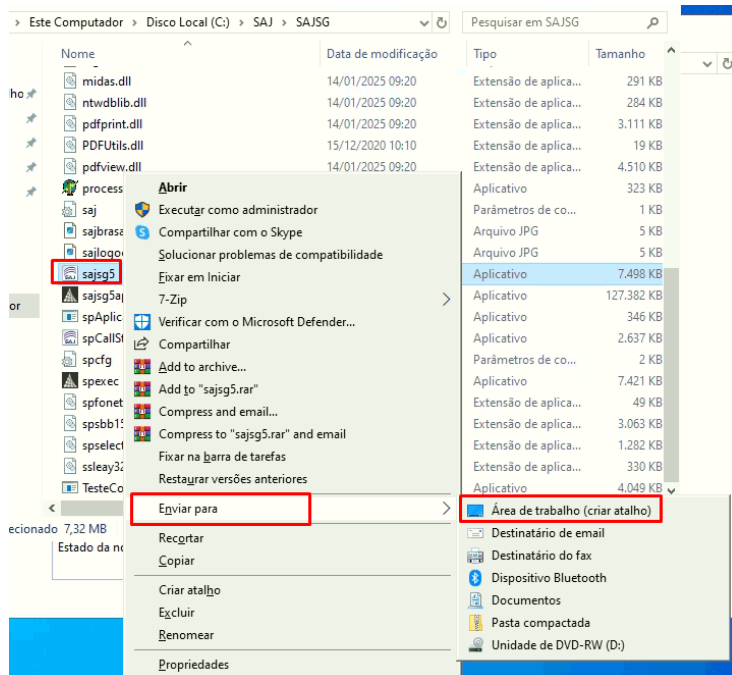 Este Computador > Disco Local (C:) > SAJ > SAJSG
Pesquisar em SAJSG
Nome Data de modificação Tipo Tamanho
midas.dll 14/01/2025 09:20 Extensão de aplica... 291 KB
ntwdblib.dll 14/01/2025 09:20 Extensão de aplica... 284 KB
pdfprint.dll 14/01/2025 09:20 Extensão de aplica... 3.111 KB
PDFUtils.dll 15/12/2020 10:10 Extensão de aplica... 19 KB
pdfview.dll 14/01/2025 09:20 Extensão de aplica... 4.510 KB
process Aplicativo 323 KB
saj Parâmetros de co... 1 KB
sajbrasa Arquivo JPG 5 KB
sajlogo Arquivo JPG 5 KB
sajsg5 Aplicativo 7.498 KB
sajsg5a Aplicativo 127.382 KB
spAplic Aplicativo 346 KB
spCallSt Aplicativo 2.637 KB
spcfg Parâmetros de co... 2 KB
spexec Aplicativo 7.421 KB
spfonet Extensão de aplica... 49 KB
spsbb15 Extensão de aplica... 3.063 KB
spselect Extensão de aplica... 1.282 KB
ssleay32 Extensão de aplica... 330 KB
TesteCo Aplicativo 4.049 KB
lho
or
ecionado 7,32 MB
Estado da
Abrir
Executar como administrador
Compartilhar com o Skype
Solucionar problemas de compatibilidade
Fixar em Iniciar
7-Zip
Verificar com o Microsoft Defender...
Compartilhar
Add to archive...
Add to "sajsg5.rar"
Compress and email...
Compress to "sajsg5.rar" and email
Fixar na barra de tarefas
Restaurar versões anteriores
Enviar para
Recortar
Copiar
Criar atalho
Excluir
Renomear
Propriedades
Área de trabalho (criar atalho)
Destinatário de email
Destinatário do fax
Dispositivo Bluetooth
Documentos
Pasta compactada
Unidade de DVD-RW (D:)